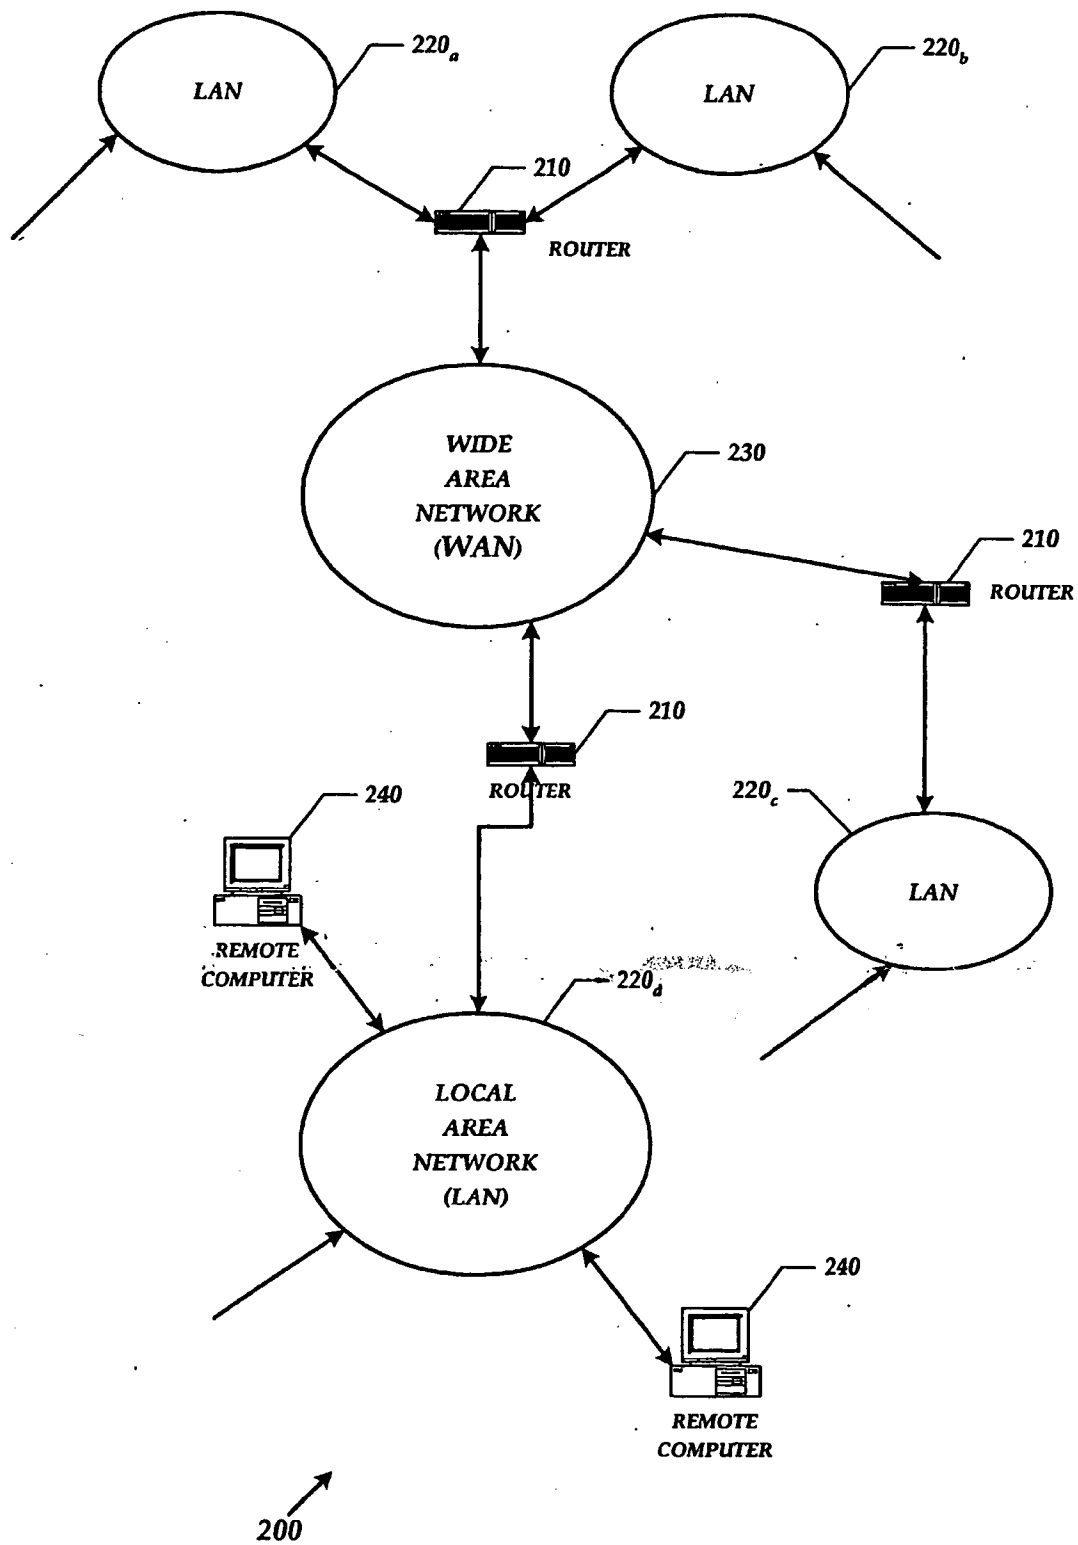 220a
220b
LAN
LAN
210
ROUTER
WIDE
AREA
NETWORK
(WAN)
230
210
ROUTER
210
ROUTER
240
REMOTE
COMPUTER
220c
LAN
220d
LOCAL
AREA
NETWORK
(LAN)
240
REMOTE
COMPUTER
200